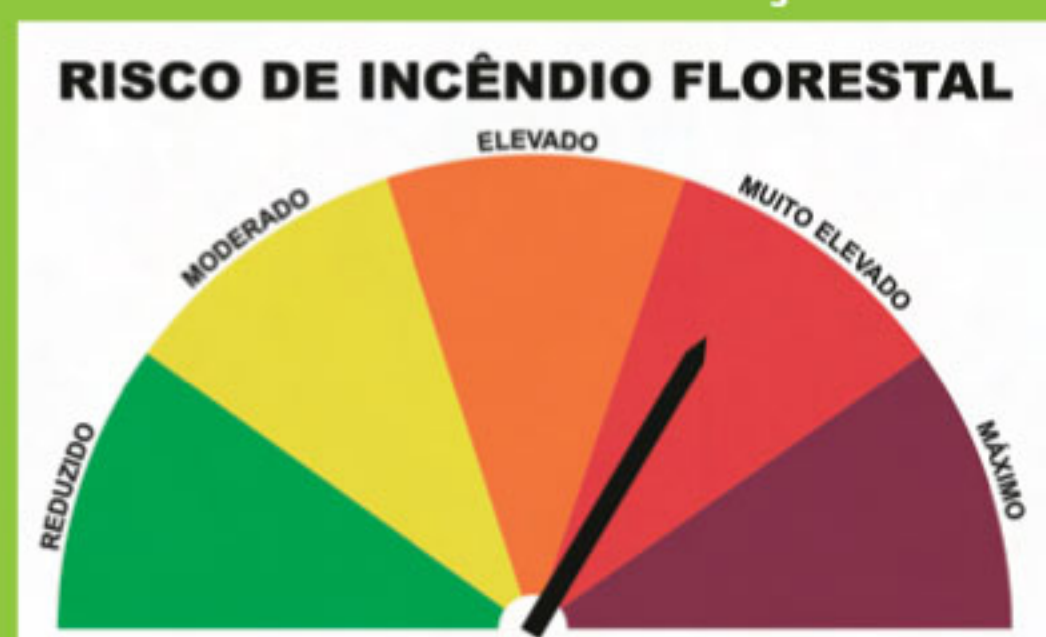 RISCO DE INCÊNDIO FLORESTAL
REDUZIDO
MODERADO
ELEVADO
MUITO ELEVADO
MÁXIMO